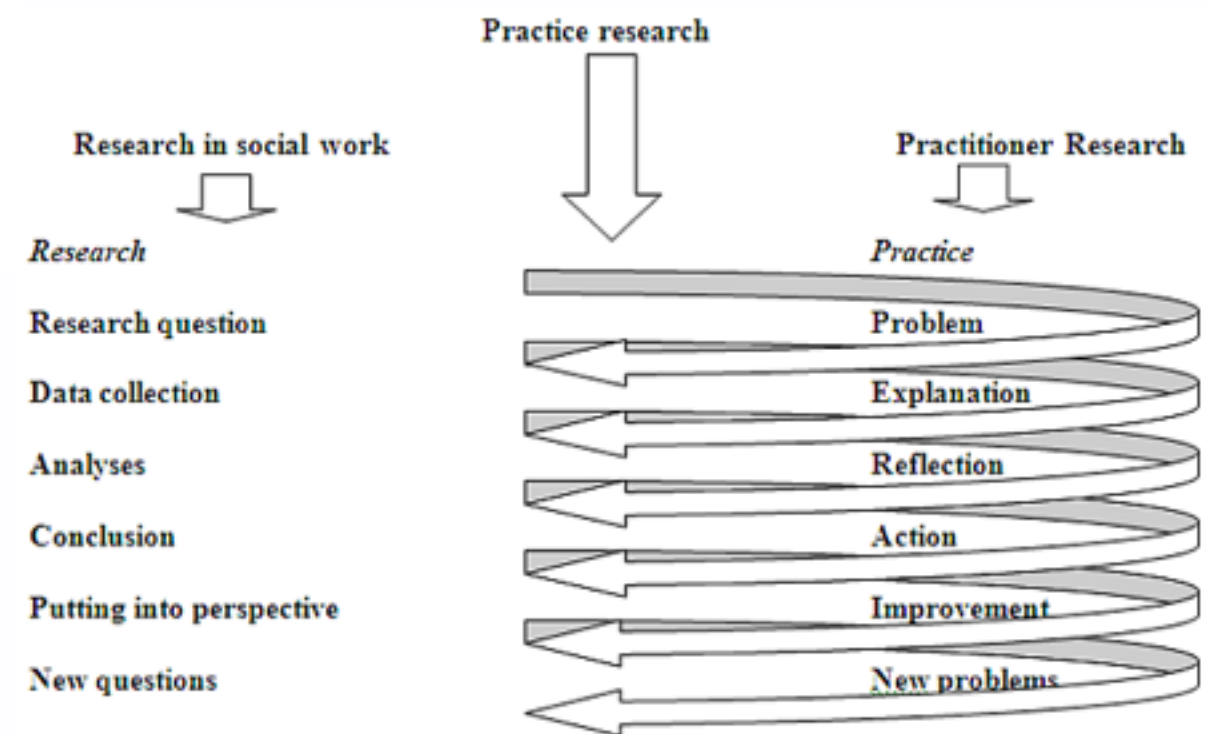 Practice research
Research in social work
Practitioner Research
Research
Practice
Research question
Problem
Data collection
Explanation
Analyses
Reflection
Conclusion
Action
Putting into perspective
Improvement
New questions
New problems